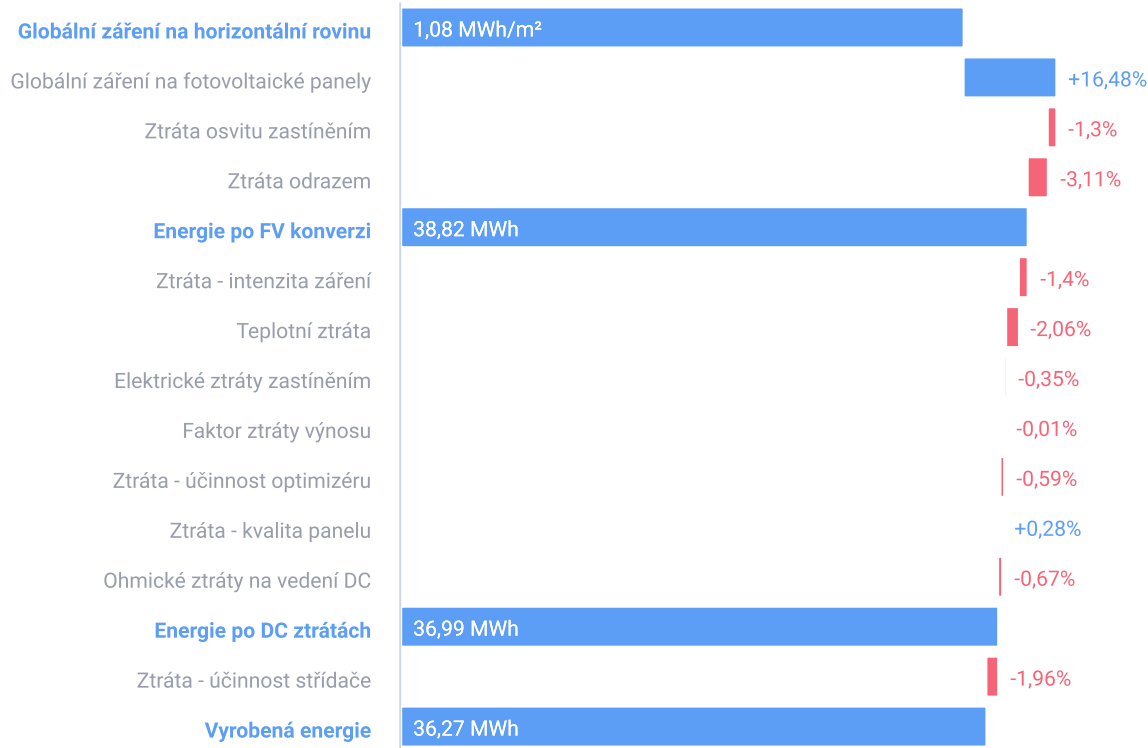 Globální záření na horizontální rovinu 1,08 MWh/m²
Globální záření na fotovoltaické panely +16,48%
Ztráta osvitu zastíněním -1,3%
Ztráta odrazem -3,11%
Energie po FV konverzi 38,82 MWh
Ztráta - intenzita záření -1,4%
Teplotní ztráta -2,06%
Elektrické ztráty zastíněním -0,35%
Faktor ztráty výnosu -0,01%
Ztráta - účinnost optimizéru -0,59%
Ztráta - kvalita panelu +0,28%
Ohmické ztráty na vedení DC -0,67%
Energie po DC ztrátách 36,99 MWh
Ztráta - účinnost střídače -1,96%
Vyrobená energie 36,27 MWh